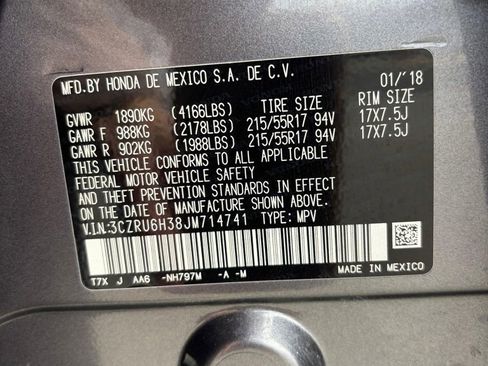 MFD.BY HONDA DE MEXICO S.A. DE C.V. 01/'18
GVWR 1890KG (4166LBS) TIRE SIZE RIM SIZE
GAWR F 988KG (2178LBS) 215/55R17 94V 17X7.5J
GAWR R 902KG (1988LBS) 215/55R17 94V 17X7.5J
THIS VEHICLE CONFORMS TO ALL APPLICABLE
FEDERAL MOTOR VEHICLE SAFETY
AND THEFT PREVENTION STANDARDS IN EFFECT
ON THE DATE OF MANUFACTURE SHOWN ABOVE.
V.I.N.:3CZRU6H38JM714741 TYPE: MPV
T7X J AA6 -NH797M -A -M MADE IN MEXICO